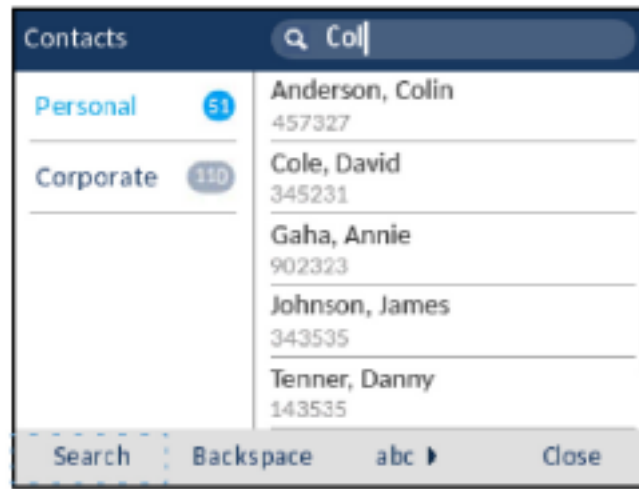 Contacts
Col
Personal 51
Corporate 110
Anderson, Colin
457327
Cole, David
345231
Gaha, Annie
902323
Johnson, James
343535
Tenner, Danny
143535
Search Backspace abc Close